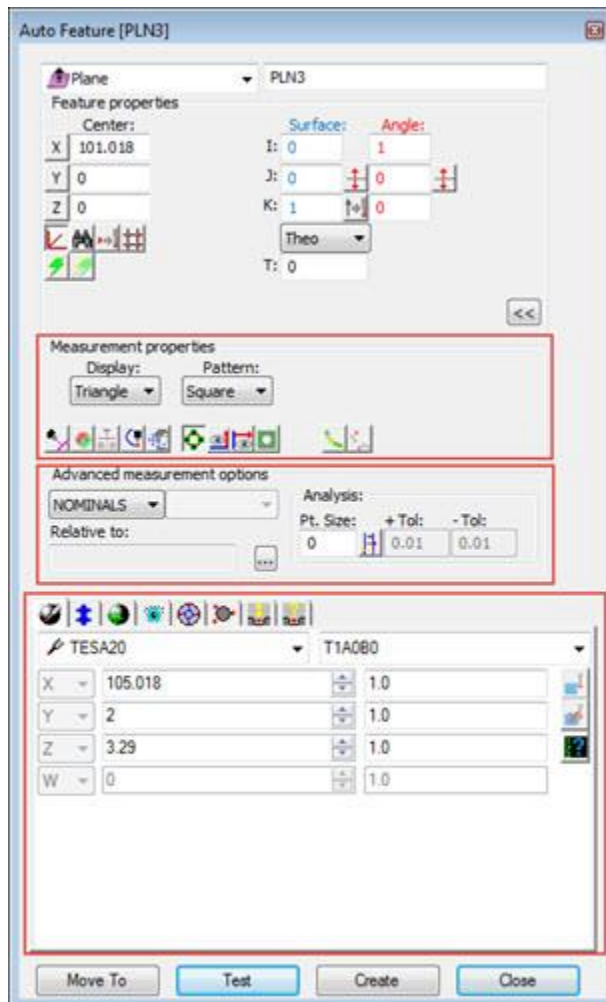 Auto Feature [PLN3]
Plane PLN3
Feature properties
Center: Surface: Angle:
X 101.018 I: 0 1
Y 0 J: 0 0
Z 0 K: 1 0
Theo
T: 0
<<
Measurement properties
Display: Pattern:
Triangle Square
Advanced measurement options
NOMINALS Analysis:
Relative to: Pt. Size: + Tol: - Tol:
0 0.01 0.01
...
TESA20 T1A0B0
X 105.018 1.0
Y 2 1.0
Z 3.29 1.0
W 0 1.0
Move To Test Create Close